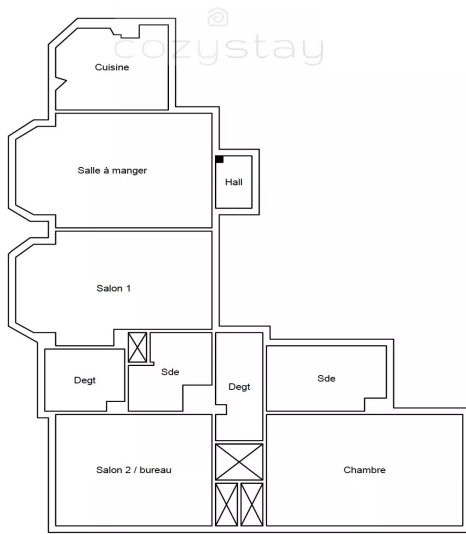 cozystay
Cuisine
Salle à manger
Hall
Salon 1
Degt
Sde
Degt
Sde
Salon 2 / bureau
Chambre